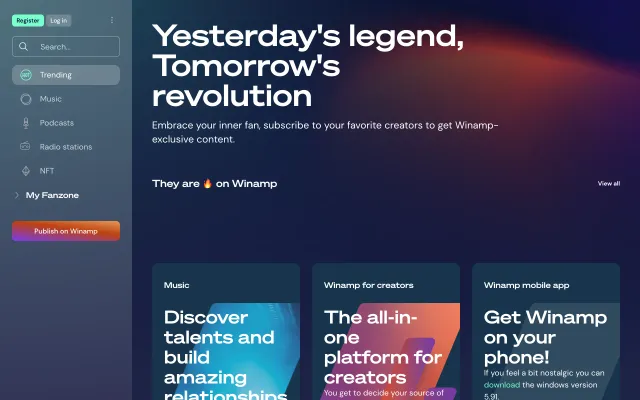 Register
Log in
Search...
Trending
Music
Podcasts
Radio stations
NFT
My Fanzone
Publish on Winamp
Yesterday's legend,
Tomorrow's
revolution
Embrace your inner fan, subscribe to your favorite creators to get Winamp-
exclusive content.
They are 🔥 on Winamp
View all
Music
Discover
talents and
build
amazing
relationships
Winamp for creators
The all-in-
one
platform for
creators
You get to decide your source of
Winamp mobile app
Get Winamp
on your
phone!
If you feel a bit nostalgic you can
download the windows version
5.91.